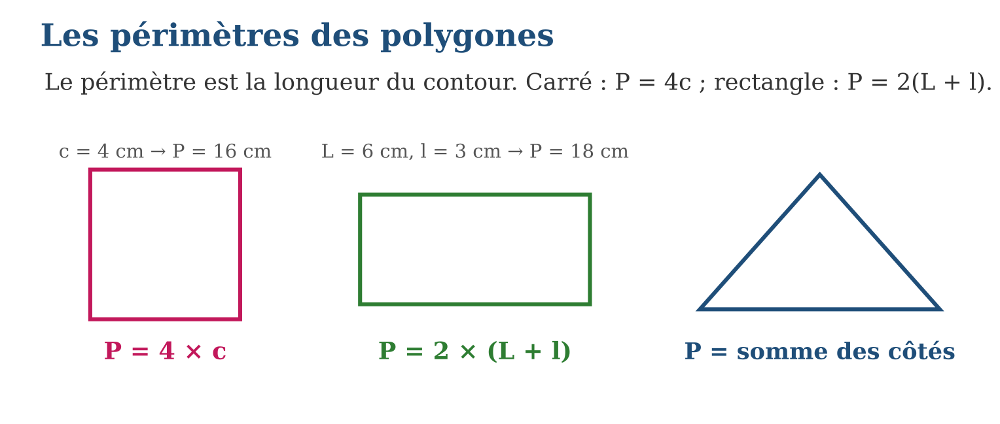 Les périmètres des polygones
Le périmètre est la longueur du contour. Carré : P = 4c ; rectangle : P = 2(L + l).
c = 4 cm → P = 16 cm
L = 6 cm, l = 3 cm → P = 18 cm
P = 4 × c
P = 2 × (L + l)
P = somme des côtés